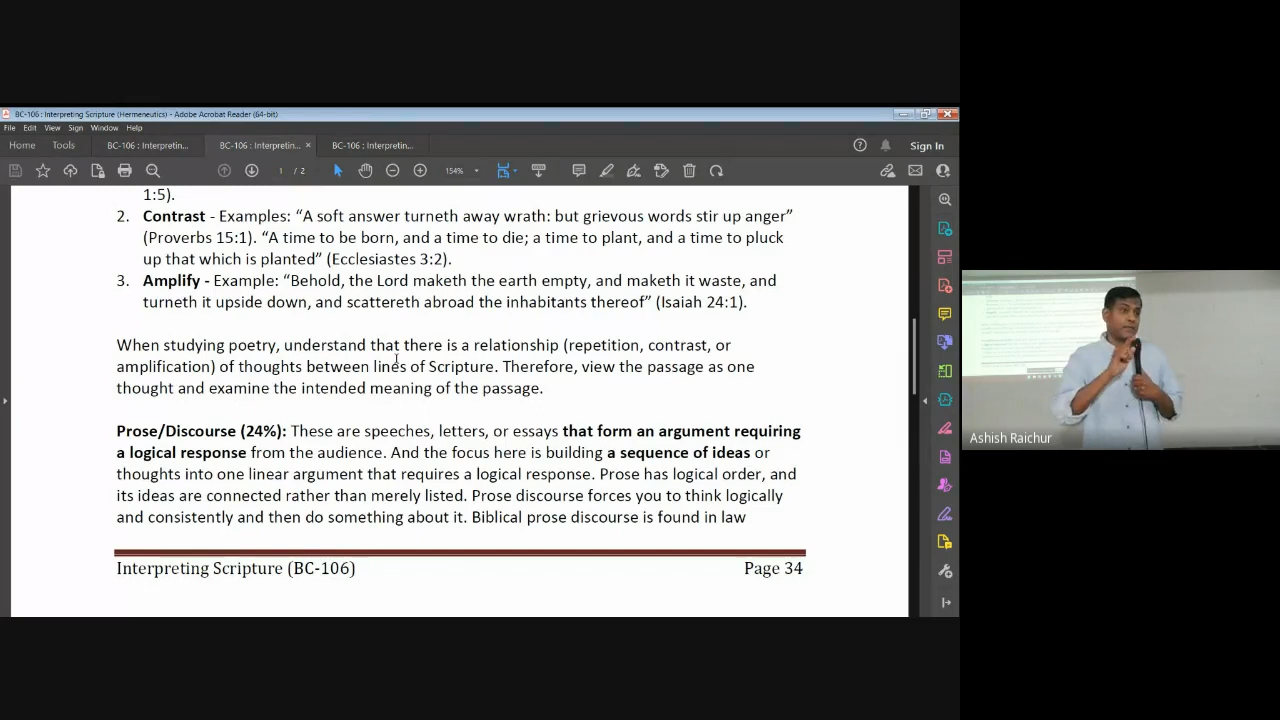 BC-106 : Interpreting Scripture (Hermeneutics) - Adobe Acrobat Reader (64-bit)
File Edit View Sign Window Help
Home Tools BC-106 : Interpretin... BC-106 : Interpretin... × BC-106 : Interpretin... Sign In
1 / 2 154%
1:5).
2. Contrast - Examples: “A soft answer turneth away wrath: but grievous words stir up anger”
(Proverbs 15:1). “A time to be born, and a time to die; a time to plant, and a time to pluck
up that which is planted” (Ecclesiastes 3:2).
3. Amplify - Example: “Behold, the Lord maketh the earth empty, and maketh it waste, and
turneth it upside down, and scattereth abroad the inhabitants thereof” (Isaiah 24:1).
When studying poetry, understand that there is a relationship (repetition, contrast, or
amplification) of thoughts between lines of Scripture. Therefore, view the passage as one
thought and examine the intended meaning of the passage.
Prose/Discourse (24%): These are speeches, letters, or essays that form an argument requiring
a logical response from the audience. And the focus here is building a sequence of ideas or
thoughts into one linear argument that requires a logical response. Prose has logical order, and
its ideas are connected rather than merely listed. Prose discourse forces you to think logically
and consistently and then do something about it. Biblical prose discourse is found in law
Interpreting Scripture (BC-106) Page 34
Ashish Raichur